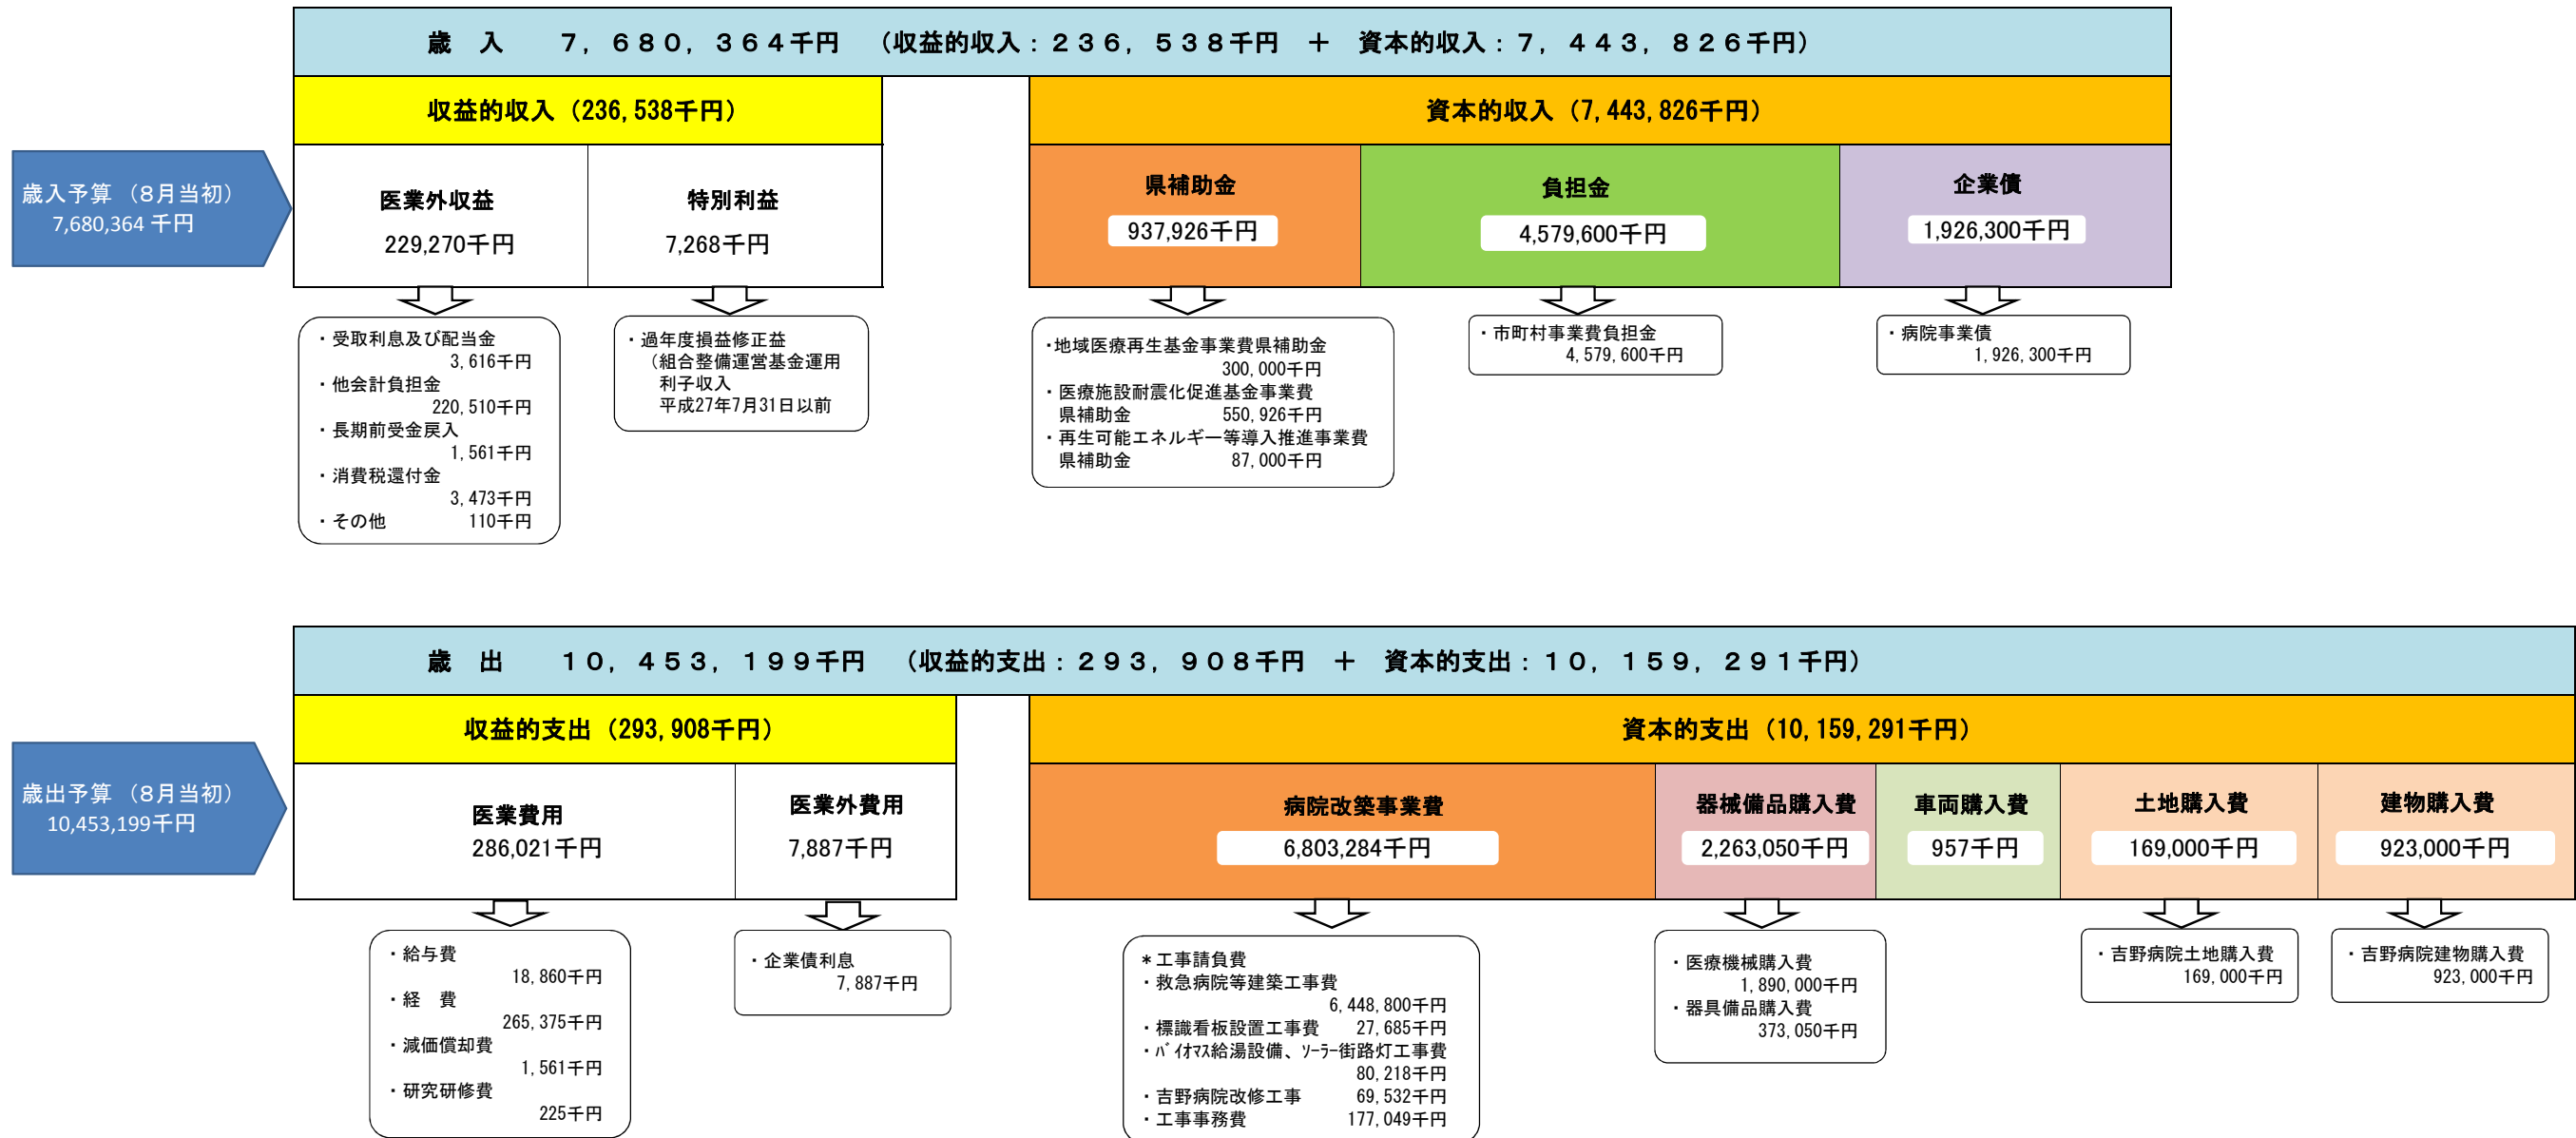 歳　入　　７，６８０，３６４千円　（収益的収入：２３６，５３８千円　＋　資本的収入：７，４４３，８２６千円）
収益的収入（236,538千円）
資本的収入（7,443,826千円）
歳入予算（８月当初）
7,680,364 千円
医業外収益
229,270千円
特別利益
7,268千円
県補助金
937,926千円
負担金
4,579,600千円
企業債
1,926,300千円
・受取利息及び配当金
3,616千円
・他会計負担金
220,510千円
・長期前受金戻入
1,561千円
・消費税還付金
3,473千円
・その他　　　　110千円
・過年度損益修正益
（組合整備運営基金運用
利子収入
平成27年7月31日以前
・地域医療再生基金事業費県補助金
300,000千円
・医療施設耐震化促進基金事業費
県補助金　　　　550,926千円
・再生可能エネルギー等導入推進事業費
県補助金　　　　87,000千円
・市町村事業費負担金
4,579,600千円
・病院事業債
1,926,300千円
歳　出　　１０，４５３，１９９千円　（収益的支出：２９３，９０８千円　＋　資本的支出：１０，１５９，２９１千円）
収益的支出（293,908千円）
資本的支出（10,159,291千円）
歳出予算（８月当初）
10,453,199千円
医業費用
286,021千円
医業外費用
7,887千円
病院改築事業費
6,803,284千円
器械備品購入費
2,263,050千円
車両購入費
957千円
土地購入費
169,000千円
建物購入費
923,000千円
・給与費
18,860千円
・経　費
265,375千円
・減価償却費
1,561千円
・研究研修費
225千円
・企業債利息
7,887千円
＊工事請負費
・救急病院等建築工事費
6,448,800千円
・標識看板設置工事費　　27,685千円
・ﾊﾞｲｵﾏｽ給湯設備、ｿｰﾗｰ街路灯工事費
80,218千円
・吉野病院改修工事　　69,532千円
・工事事務費　　　　177,049千円
・医療機械購入費
1,890,000千円
・器具備品購入費
373,050千円
・吉野病院土地購入費
169,000千円
・吉野病院建物購入費
923,000千円